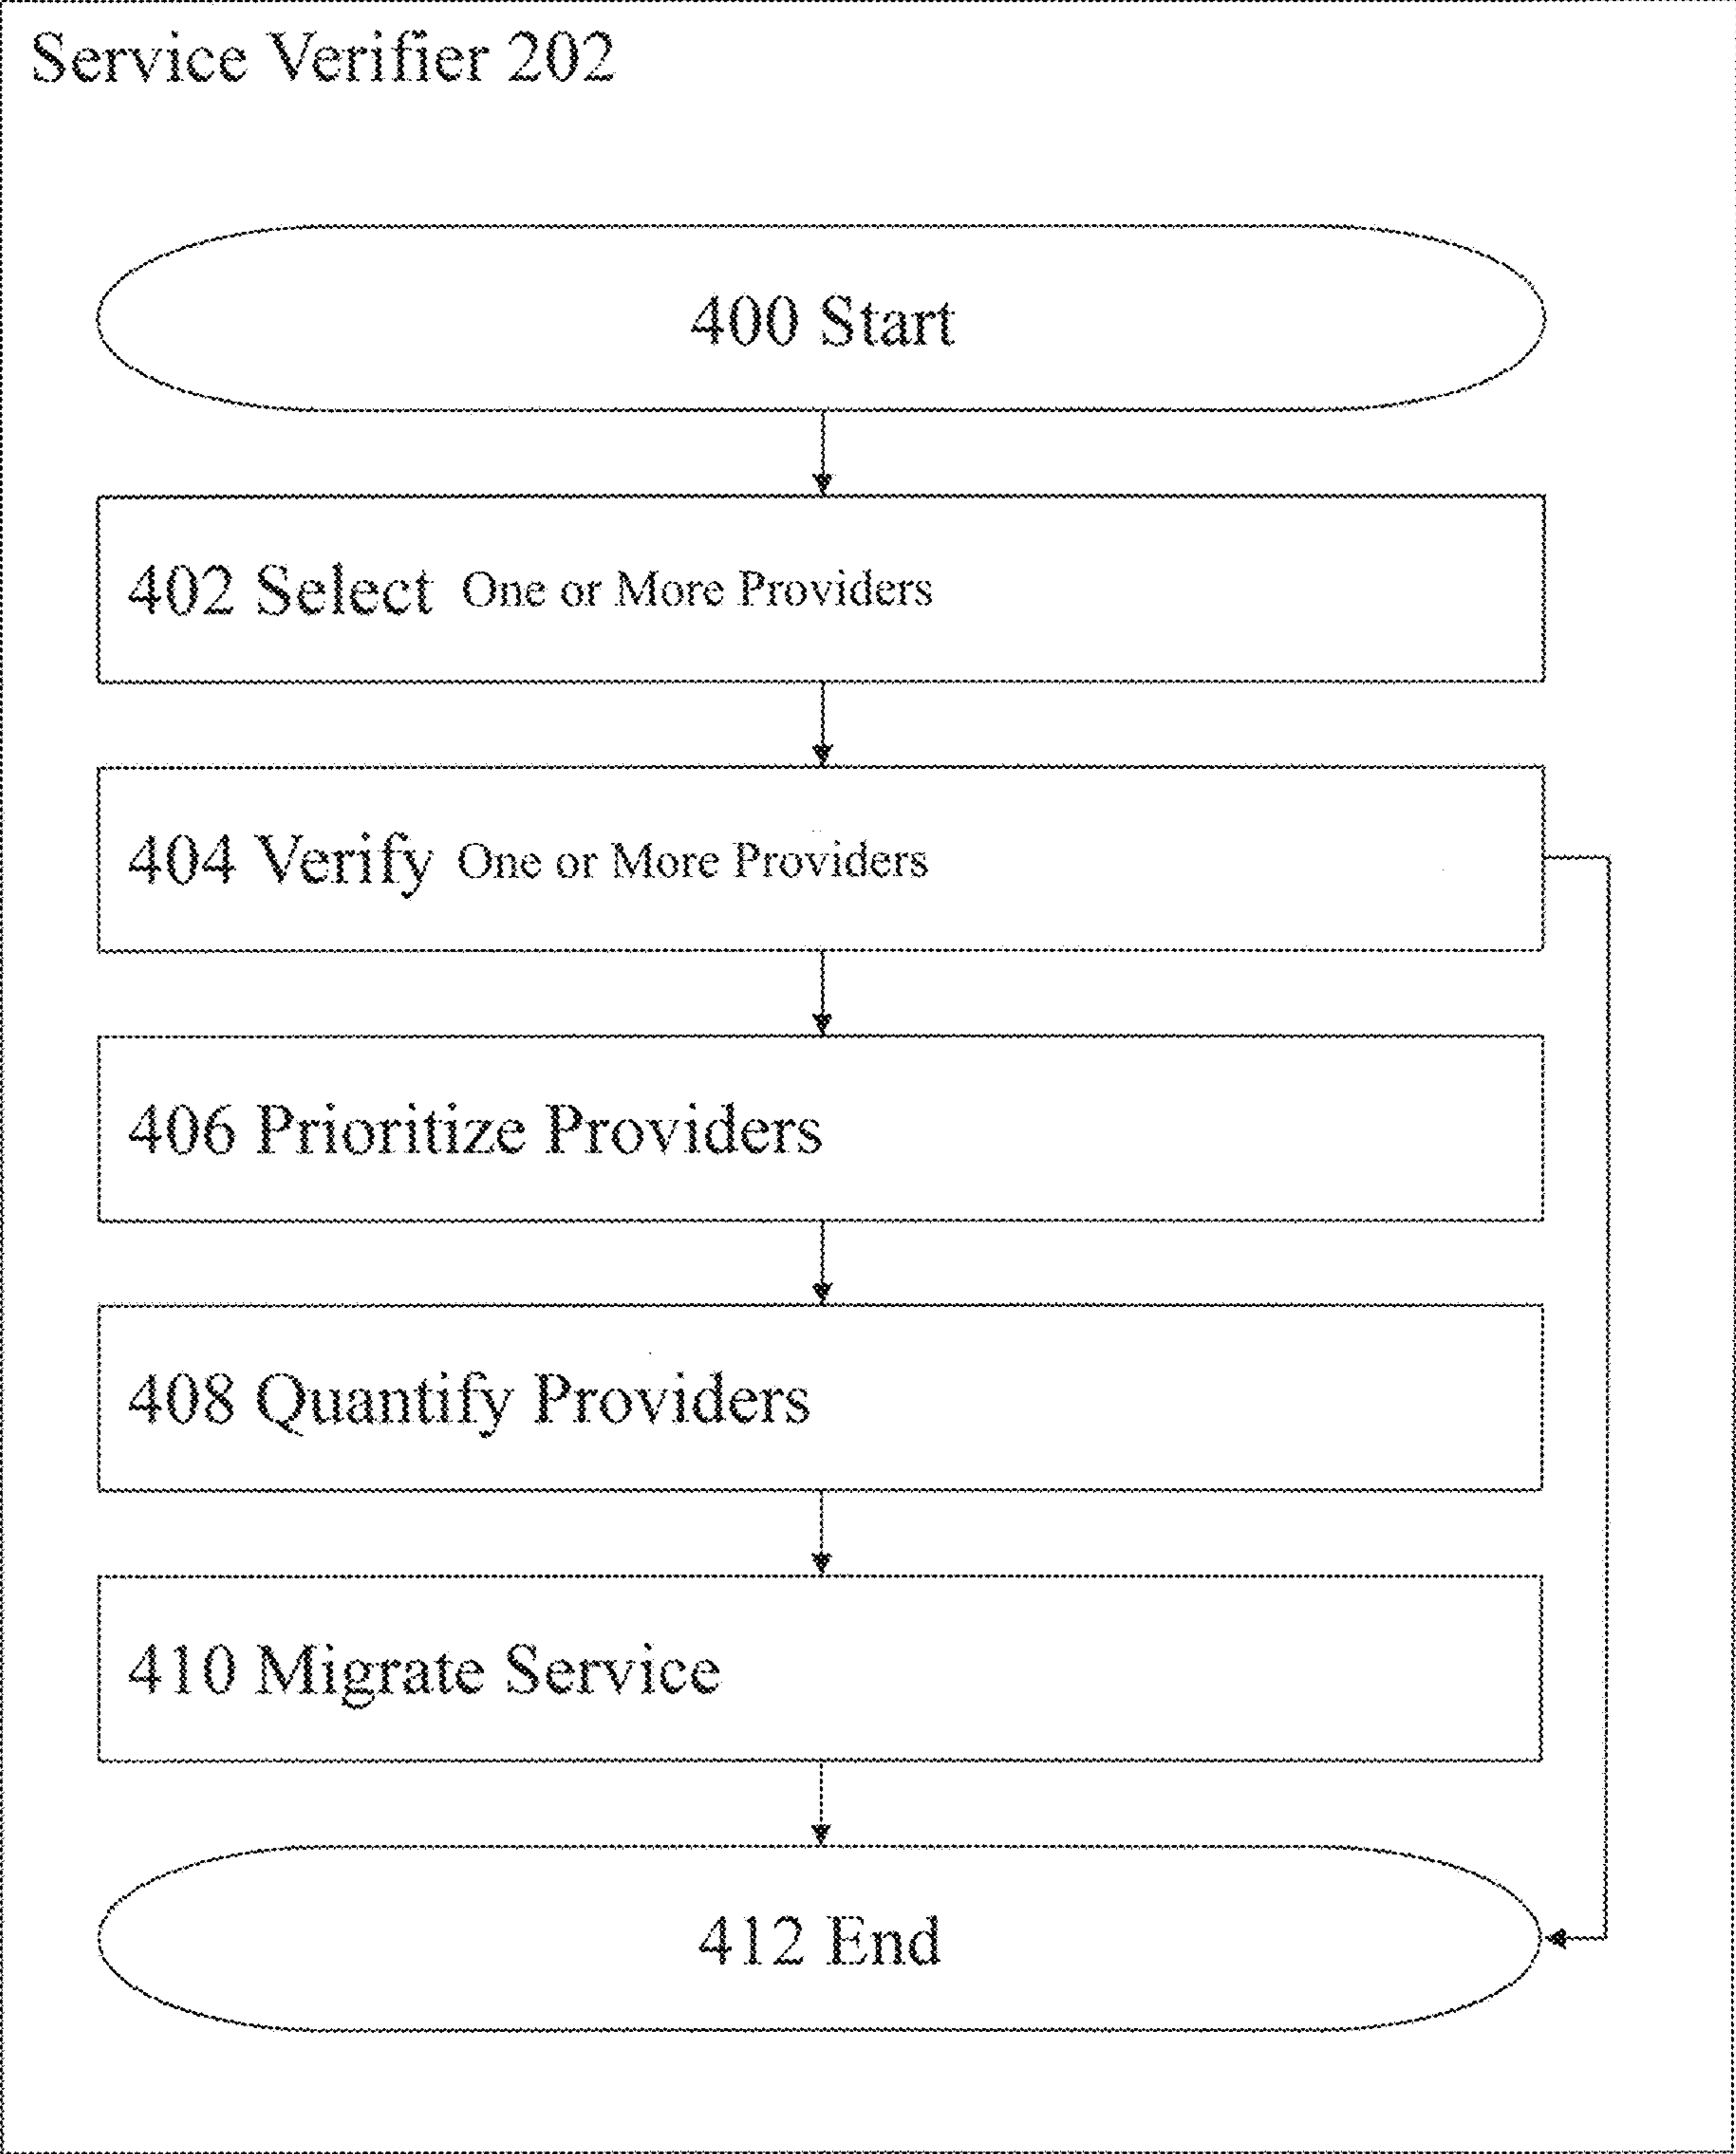 Service Verifier 202
400 Start
402 Select One or More Providers
404 Verify One or More Providers
406 Prioritize Providers
408 Quantify Providers
410 Migrate Service
412 End